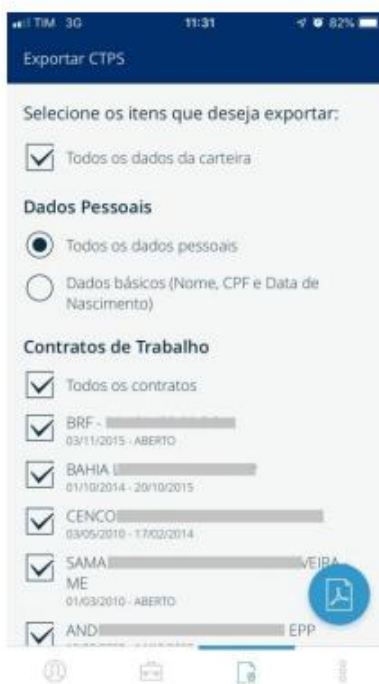 TIM 3G 11:31 82%
Exportar CTPS
Selecione os itens que deseja exportar:
Todos os dados da carteira
Dados Pessoais
Todos os dados pessoais
Dados básicos (Nome, CPF e Data de
Nascimento)
Contratos de Trabalho
Todos os contratos
BRF -
03/11/2015 - ABERTO
BAHIA
01/10/2014 - 20/10/2015
CENCO
03/05/2010 - 17/02/2014
SAMA VEIRA
ME
01/03/2010 - ABERTO
AND EPP